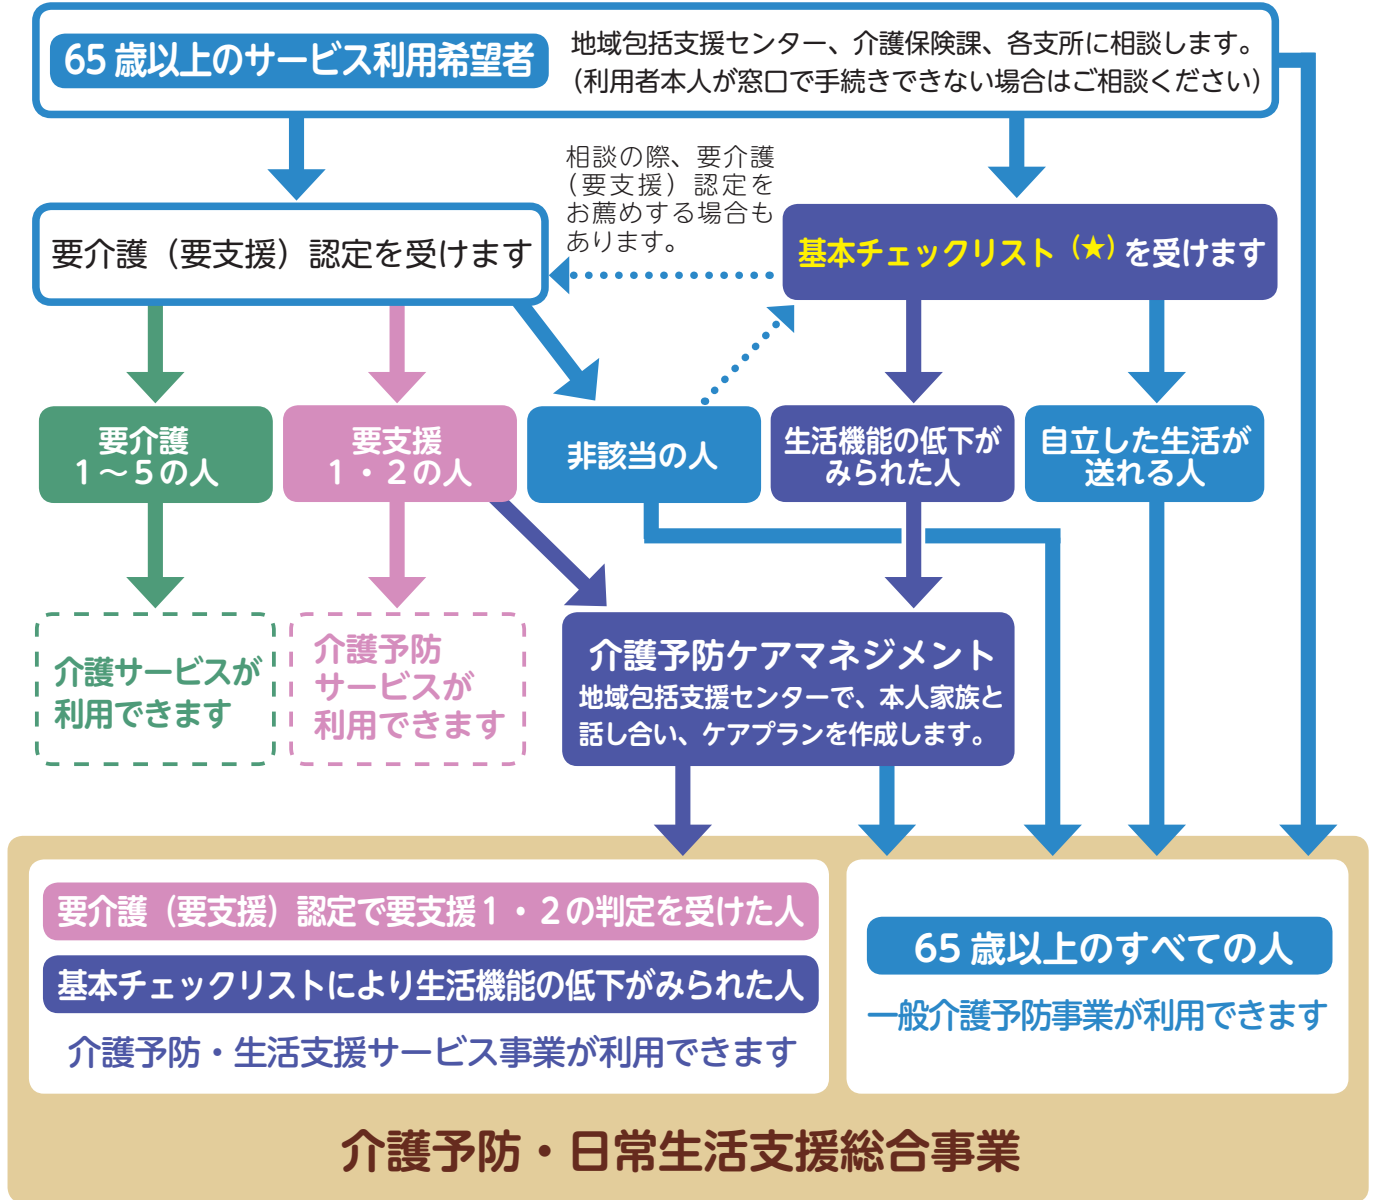 65歳以上のサービス利用希望者
地域包括支援センター、介護保険課、各支所に相談します。
（利用者本人が窓口で手続きできない場合はご相談ください）
相談の際、要介護
（要支援）認定を
お薦めする場合も
あります。
要介護（要支援）認定を受けます
基本チェックリスト（★）を受けます
要介護
1～5の人
要支援
1・2の人
非該当の人
生活機能の低下が
みられた人
自立した生活が
送れる人
介護サービスが
利用できます
介護予防
サービスが
利用できます
介護予防ケアマネジメント
地域包括支援センターで、本人家族と
話し合い、ケアプランを作成します。
要介護（要支援）認定で要支援1・2の判定を受けた人
基本チェックリストにより生活機能の低下がみられた人
介護予防・生活支援サービス事業が利用できます
65歳以上のすべての人
一般介護予防事業が利用できます
介護予防・日常生活支援総合事業